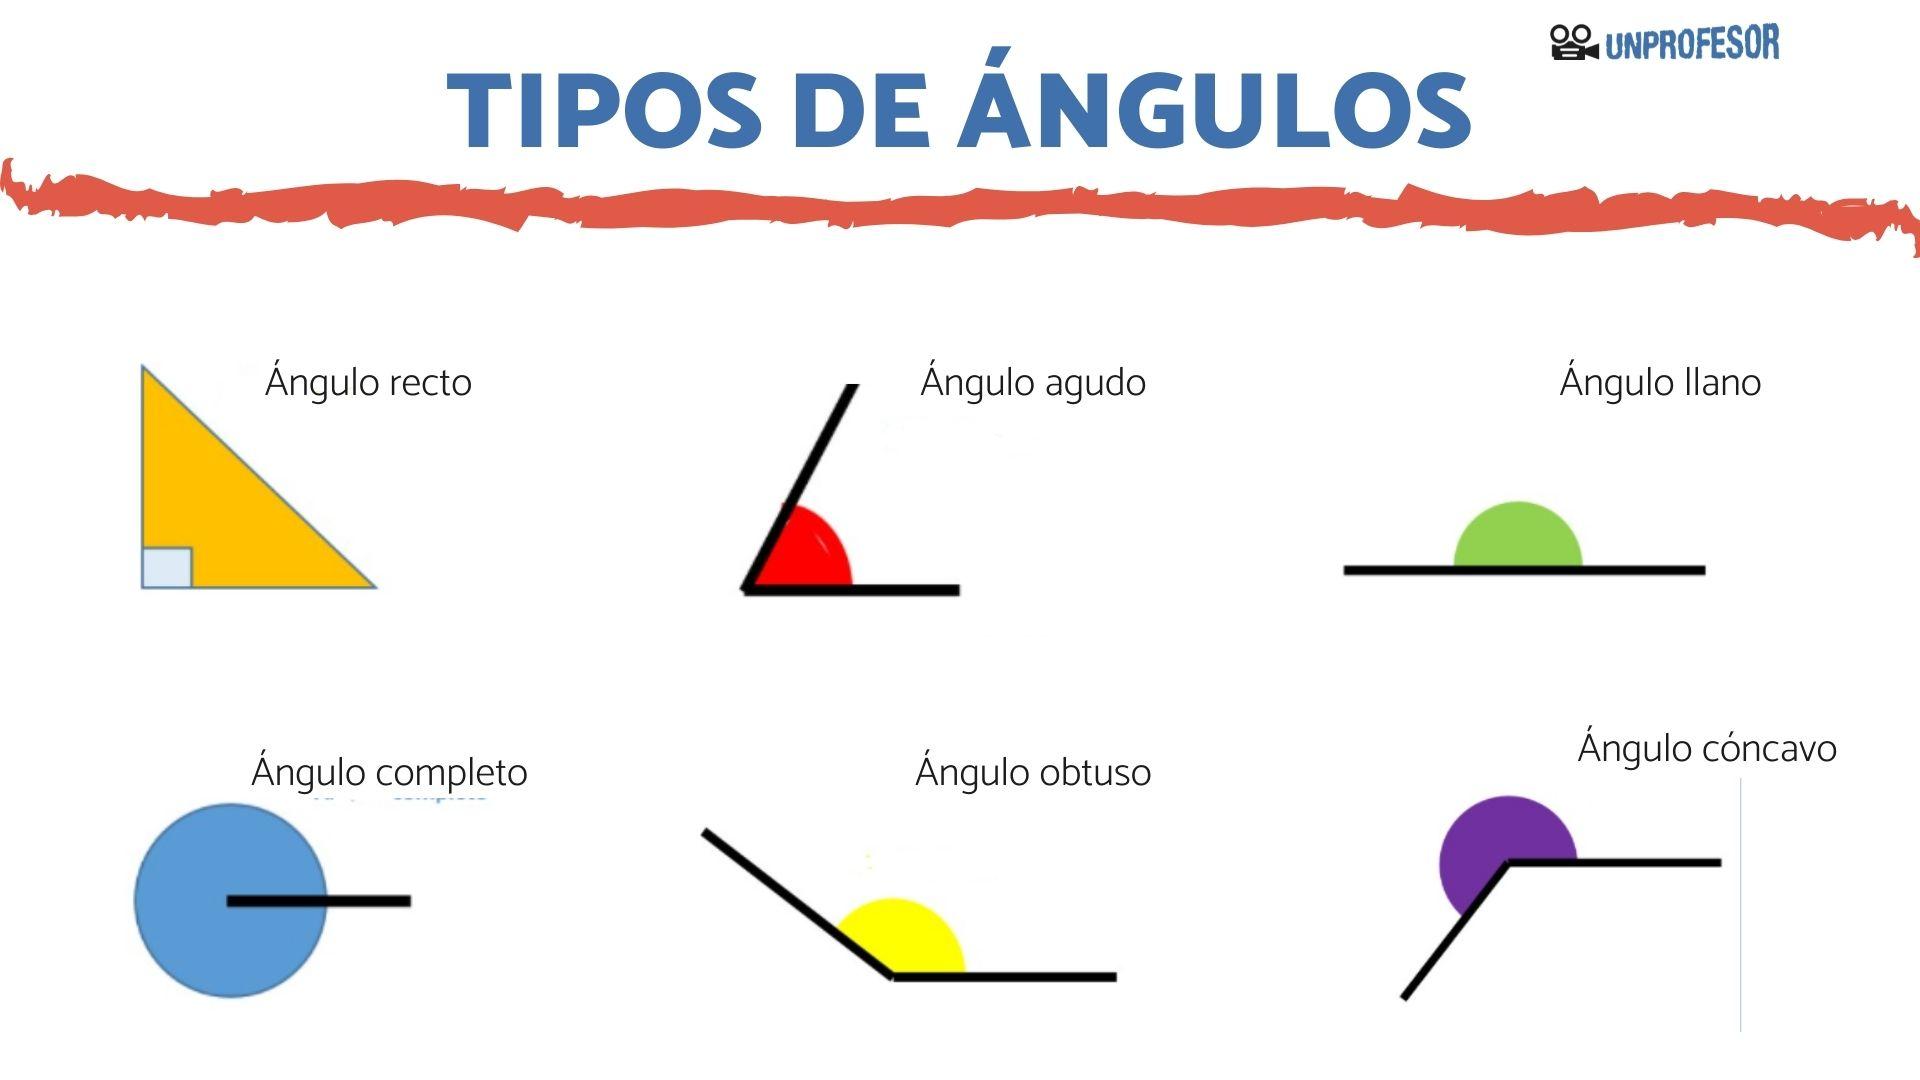 UNPROFESOR
TIPOS DE ÁNGULOS
Ángulo recto
Ángulo agudo
Ángulo llano
Ángulo completo
Ángulo obtuso
Ángulo cóncavo